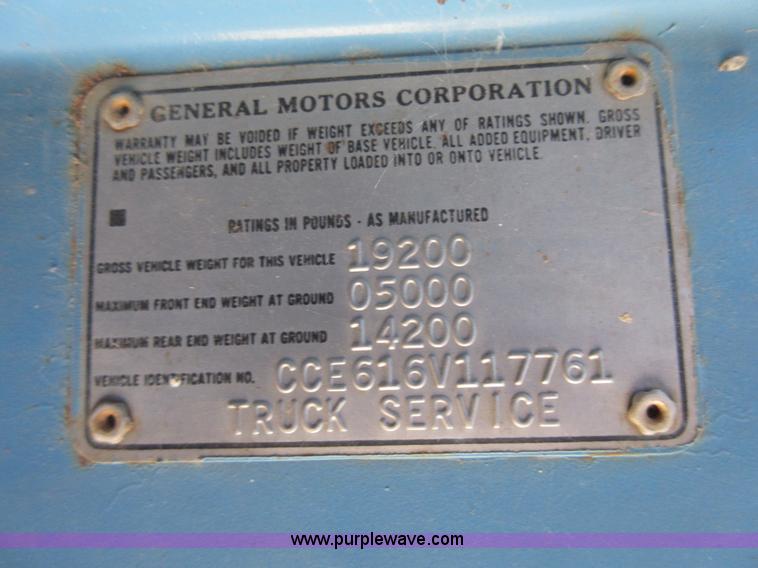 GENERAL MOTORS CORPORATION
WARRANTY MAY BE VOIDED IF WEIGHT EXCEEDS ANY OF RATINGS SHOWN. GROSS
VEHICLE WEIGHT INCLUDES WEIGHT OF BASE VEHICLE, ALL ADDED EQUIPMENT, DRIVER
AND PASSENGERS, AND ALL PROPERTY LOADED INTO OR ONTO VEHICLE.
RATINGS IN POUNDS - AS MANUFACTURED
GROSS VEHICLE WEIGHT FOR THIS VEHICLE 19200
MAXIMUM FRONT END WEIGHT AT GROUND 05000
MAXIMUM REAR END WEIGHT AT GROUND 14200
VEHICLE IDENTIFICATION NO. CCE616V117761
TRUCK SERVICE
www.purplewave.com